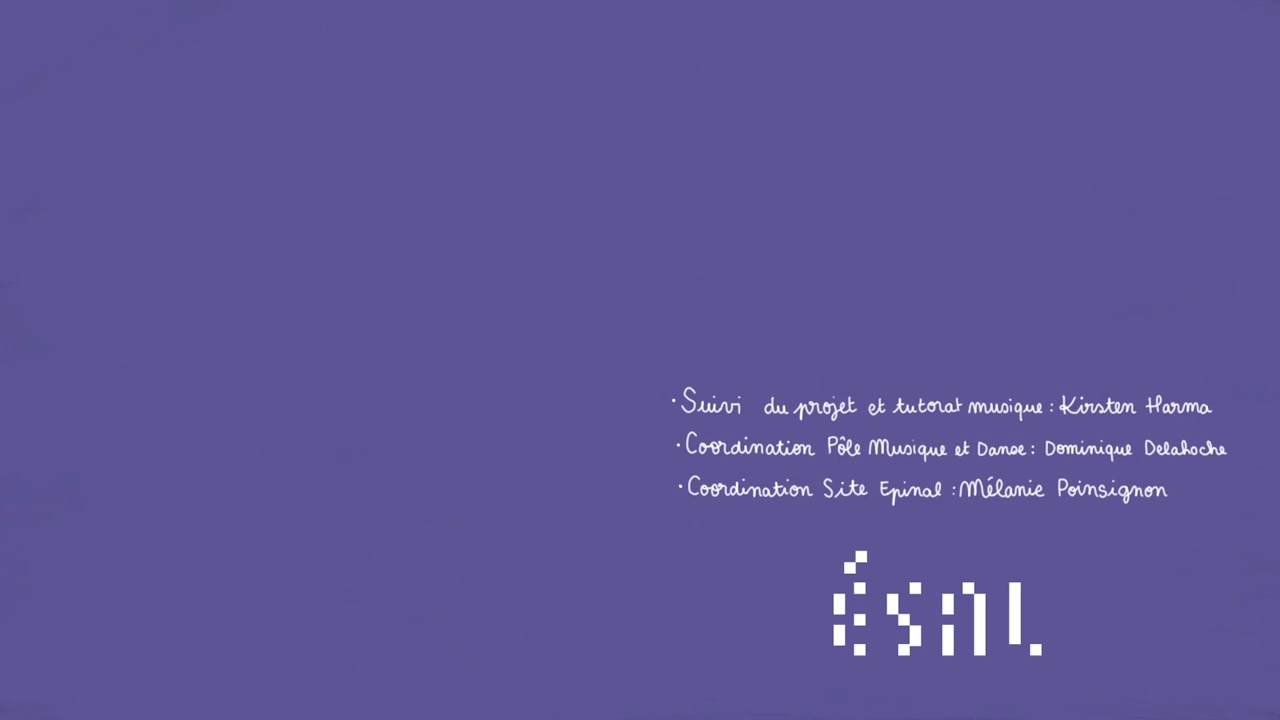 · Suivi du projet et tutorat musique : Kirsten Harma
· Coordination Pôle Musique et Danse : Dominique Delahoche
· Coordination Site Epinal : Mélanie Poinsignon
ÉSAL